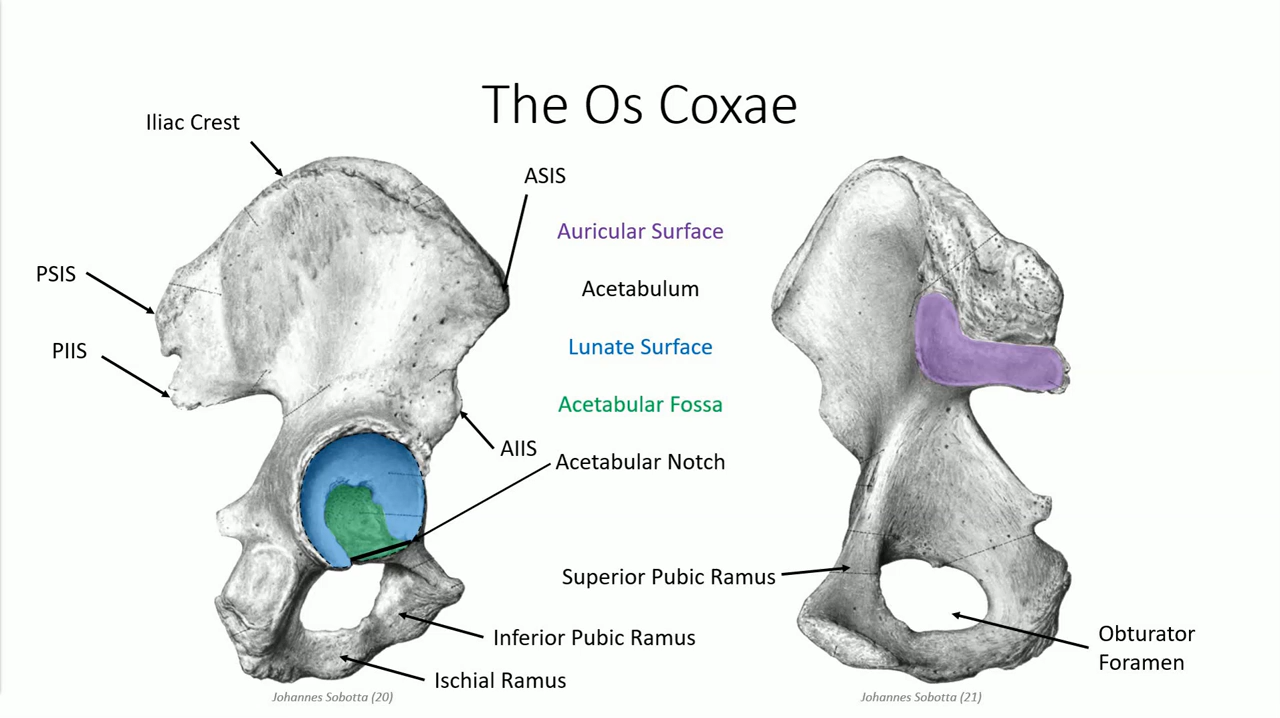 The Os Coxae
Iliac Crest
ASIS
Auricular Surface
PSIS
Acetabulum
PIIS
Lunate Surface
Acetabular Fossa
AIIS
Acetabular Notch
Superior Pubic Ramus
Inferior Pubic Ramus
Obturator
Foramen
Ischial Ramus
Johannes Sobotta (20)
Johannes Sobotta (21)